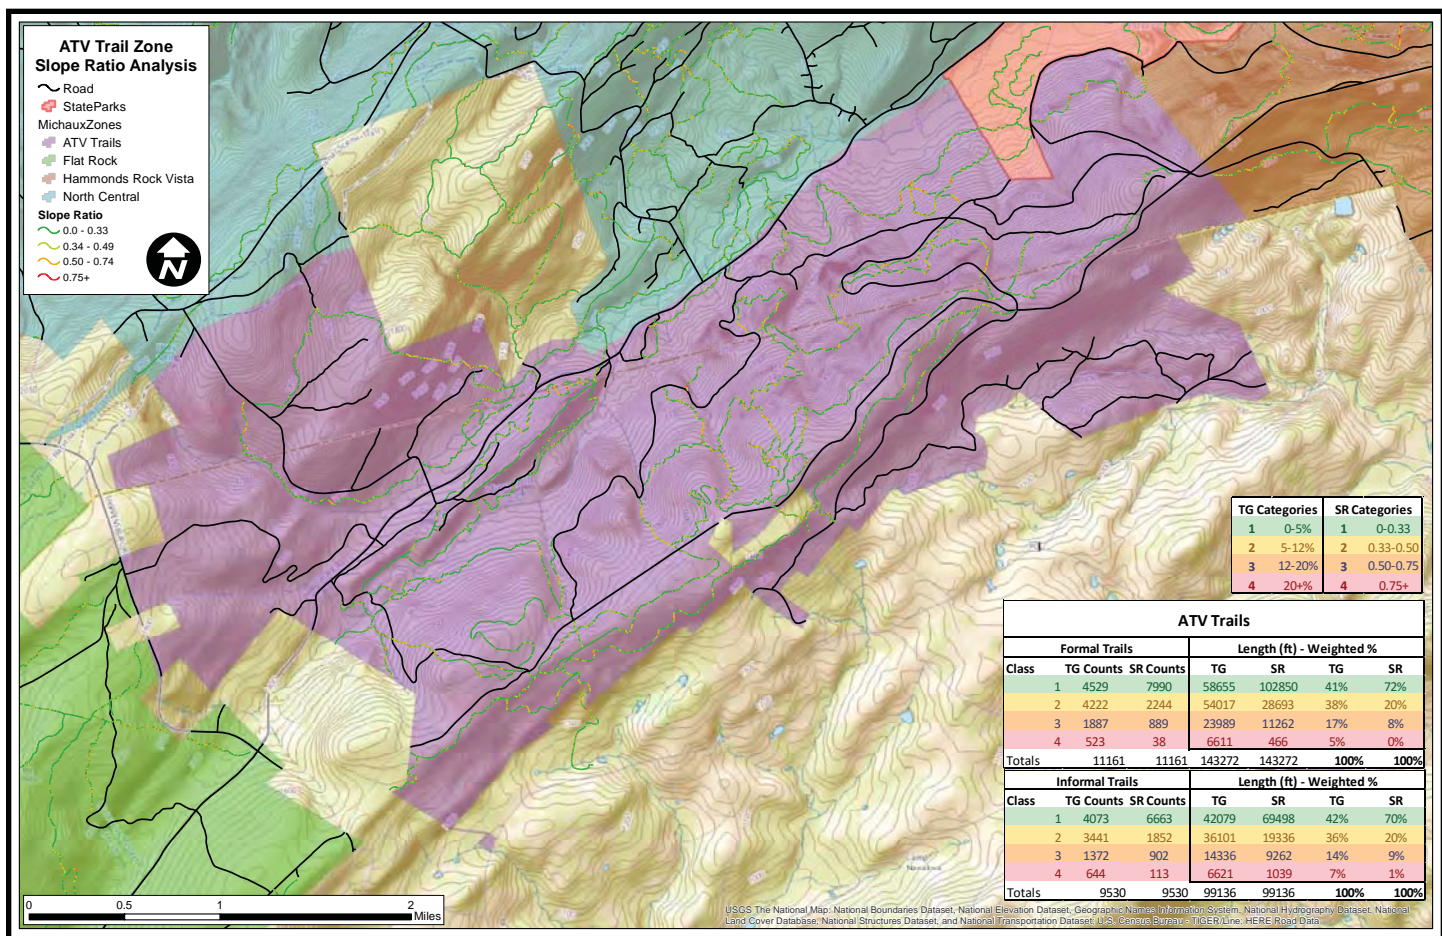 ATV Trail Zone
Slope Ratio Analysis
Road
StateParks
MichauxZones
ATV Trails
Flat Rock
Hammonds Rock Vista
North Central
Slope Ratio
0.0 - 0.33
0.34 - 0.49
0.50 - 0.74
0.75+
N
TG Categories SR Categories
1 0-5% 1 0-0.33
2 5-12% 2 0.33-0.50
3 12-20% 3 0.50-0.75
4 20+% 4 0.75+
ATV Trails
Formal Trails Length (ft) - Weighted %
Class TG Counts SR Counts TG SR TG SR
1 4529 7990 58655 102850 41% 72%
2 4222 2244 54017 28693 38% 20%
3 1887 889 23989 11262 17% 8%
4 523 38 6611 466 5% 0%
Totals 11161 11161 143272 143272 100% 100%
Informal Trails Length (ft) - Weighted %
Class TG Counts SR Counts TG SR TG SR
1 4073 6663 42079 69498 42% 70%
2 3441 1852 36101 19336 36% 20%
3 1372 902 14336 9262 14% 9%
4 644 113 6621 1039 7% 1%
Totals 9530 9530 99136 99136 100% 100%
0 0.5 1 2
Miles
USGS The National Map: National Boundaries Dataset, National Elevation Dataset, Geographic Names Information System, National Hydrography Dataset, National
Land Cover Database, National Structures Dataset, and National Transportation Dataset; U.S. Census Bureau - TIGER/Line; HERE Road Data